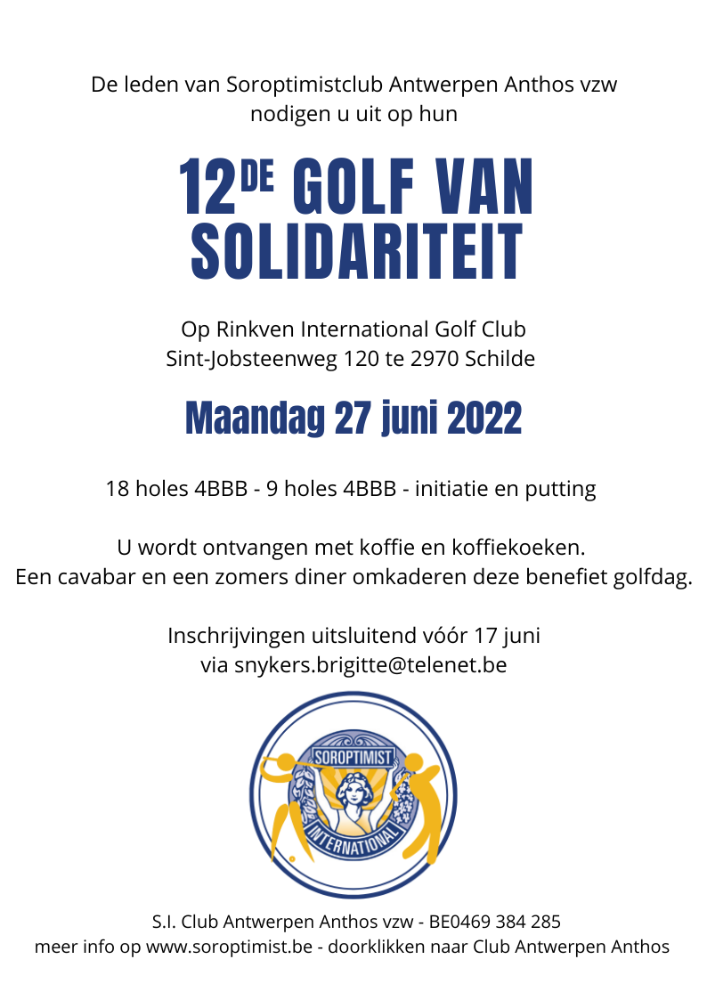 De leden van Soroptimistclub Antwerpen Anthos vzw
nodigen u uit op hun
12DE GOLF VAN
SOLIDARITEIT
Op Rinkven International Golf Club
Sint-Jobsteenweg 120 te 2970 Schilde
Maandag 27 juni 2022
18 holes 4BBB - 9 holes 4BBB - initiatie en putting
U wordt ontvangen met koffie en koffiekoeken.
Een cavabar en een zomers diner omkaderen deze benefiet golfdag.
Inschrijvingen uitsluitend vóór 17 juni
via snykers.brigitte@telenet.be
SOROPTIMIST
INTERNATIONAL
S.I. Club Antwerpen Anthos vzw - BE0469 384 285
meer info op www.soroptimist.be - doorklikken naar Club Antwerpen Anthos